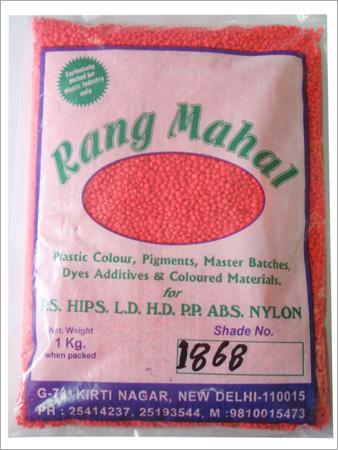 Exclusively
Packed for
Plastic Industry
only
Rang Mahal
Plastic Colour, Pigments, Master Batches,
Dyes Additives & Coloured Materials.
for
P.S. HIPS. L.D. H.D. P.P. ABS. NYLON
Net. Weight
1 Kg.
when packed
Shade No.
1868
KIRTI NAGAR, NEW DELHI-110015
PH : 25414237, 25193544, M :9810015473